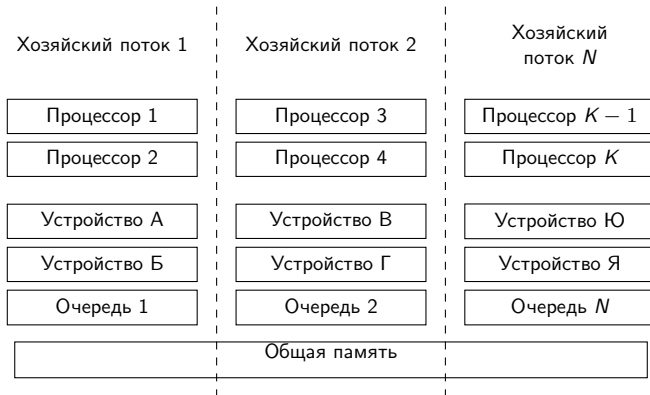 Хозяйский поток 1
Хозяйский поток 2
Хозяйский
поток N
Процессор 1
Процессор 3
Процессор K − 1
Процессор 2
Процессор 4
Процессор K
Устройство А
Устройство В
Устройство Ю
Устройство Б
Устройство Г
Устройство Я
Очередь 1
Очередь 2
Очередь N
Общая память